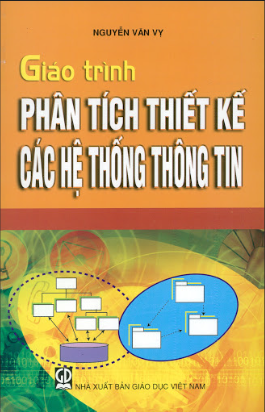 NGUYỄN VĂN VỴ
Giáo trình
PHÂN TÍCH THIẾT KẾ
CÁC HỆ THỐNG THÔNG TIN
NHÀ XUẤT BẢN GIÁO DỤC VIỆT NAM